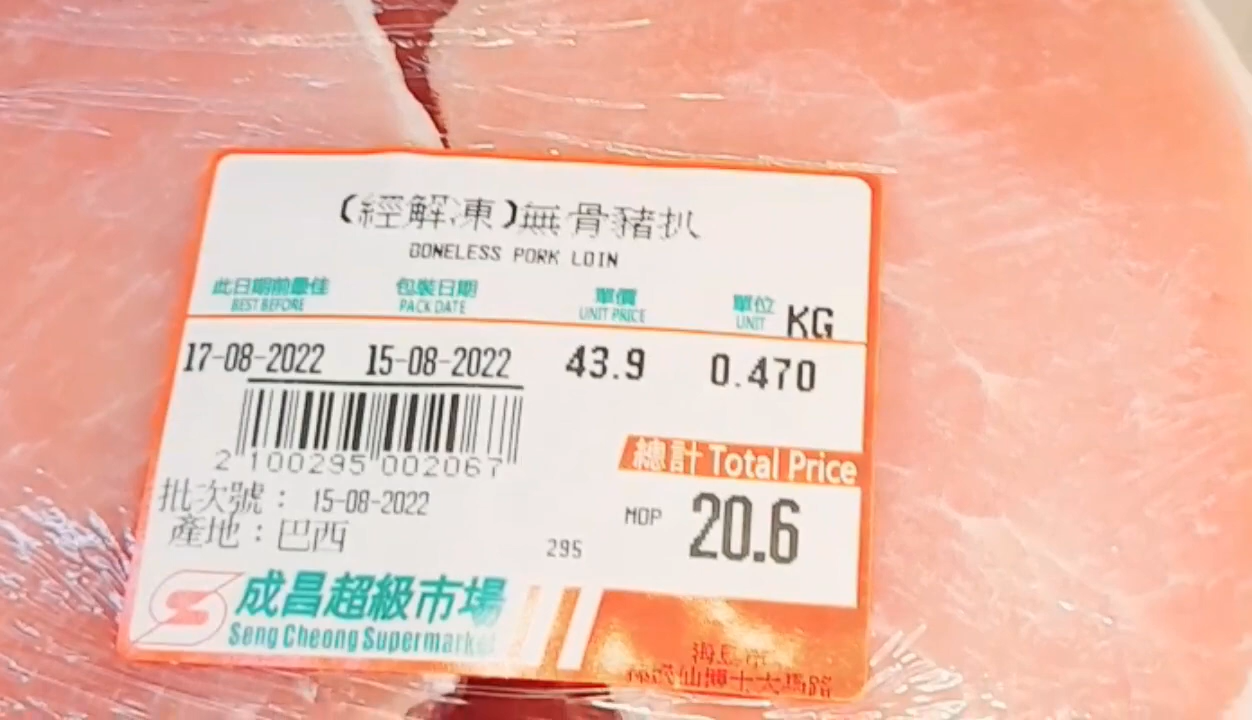 (經解凍)無骨豬扒
BONELESS PORK LOIN
此日期前最佳 包裝日期 單價 單位 KG
BEST BEFORE PACK DATE UNIT PRICE UNIT
17-08-2022 15-08-2022 43.9 0.470
2 100295 002067
總計 Total Price
批次號： 15-08-2022
MOP 20.6
產地：巴西
295
成昌超級市場
Seng Cheong Supermarket